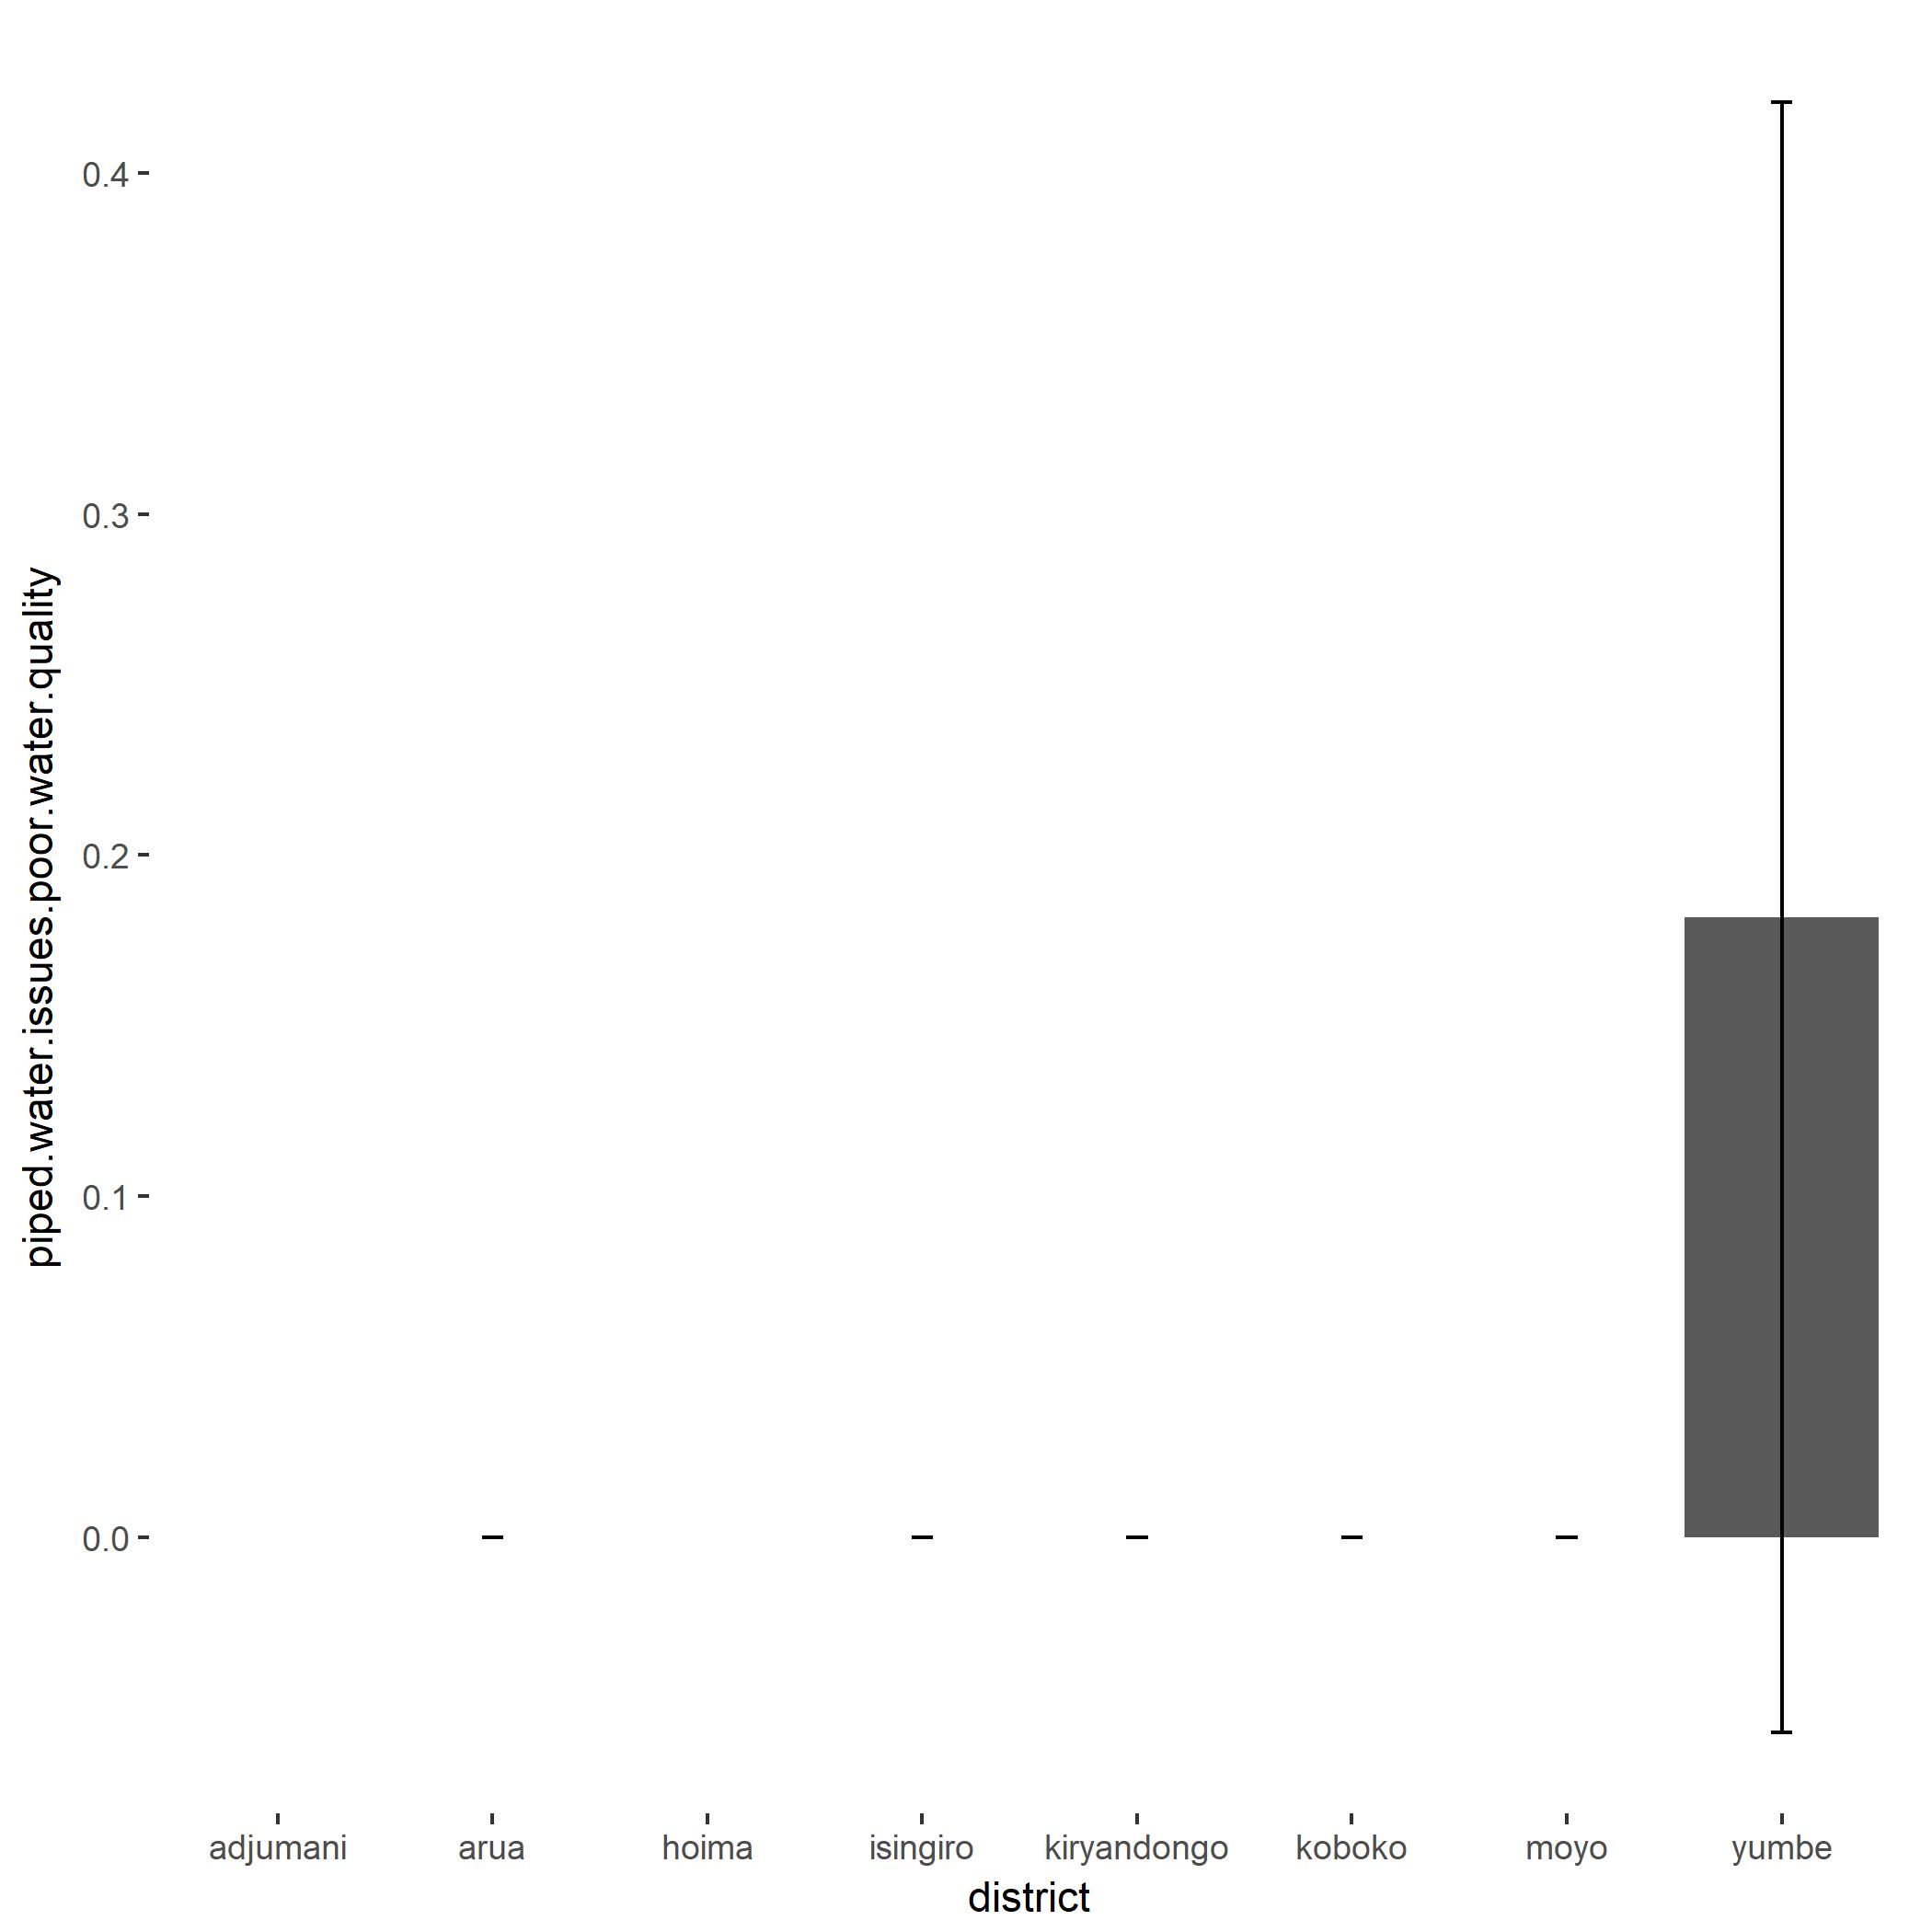 piped.water.issues.poor.water.quality
0.4
0.3
0.2
0.1
0.0
adjumani arua hoima isingiro kiryandongo koboko moyo yumbe
district